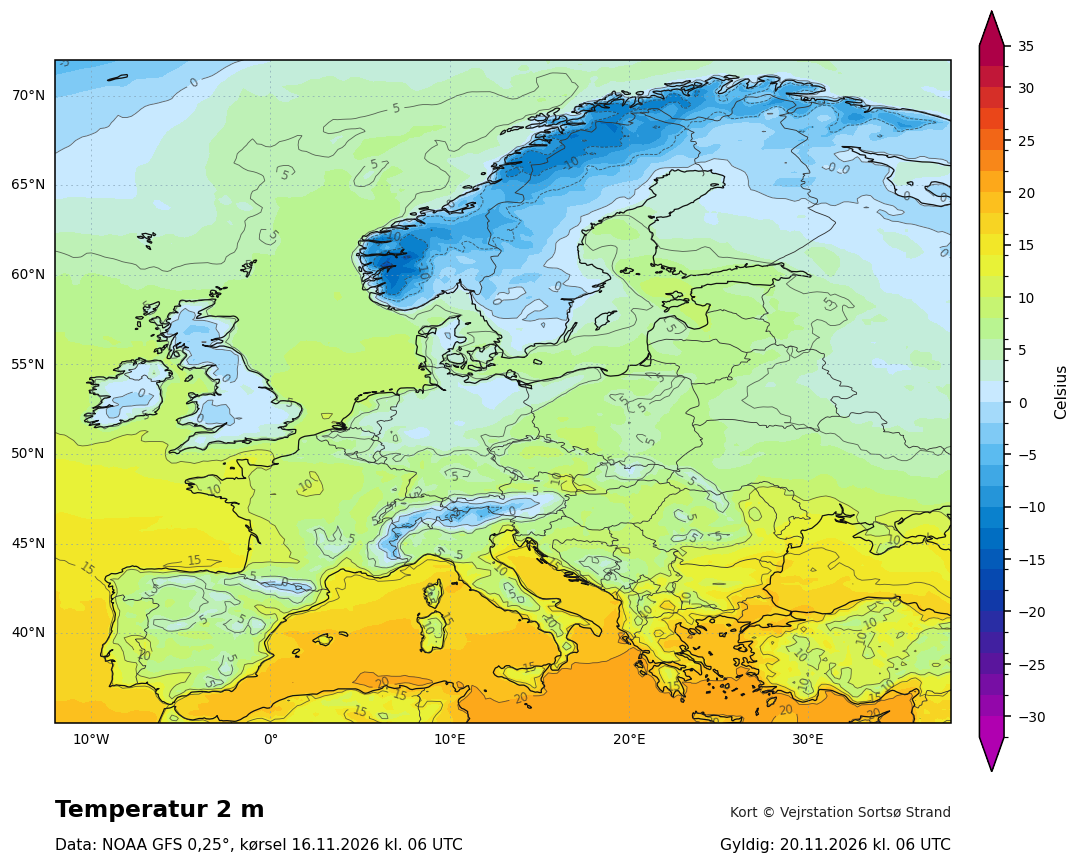 70°N
65°N
60°N
55°N
50°N
45°N
40°N
10°W 0° 10°E 20°E 30°E
35
30
25
20
15
10
5
0
−5
−10
−15
−20
−25
−30
Celsius
Temperatur 2 m
Kort © Vejrstation Sortsø Strand
Data: NOAA GFS 0,25°, kørsel 16.11.2026 kl. 06 UTC
Gyldig: 20.11.2026 kl. 06 UTC